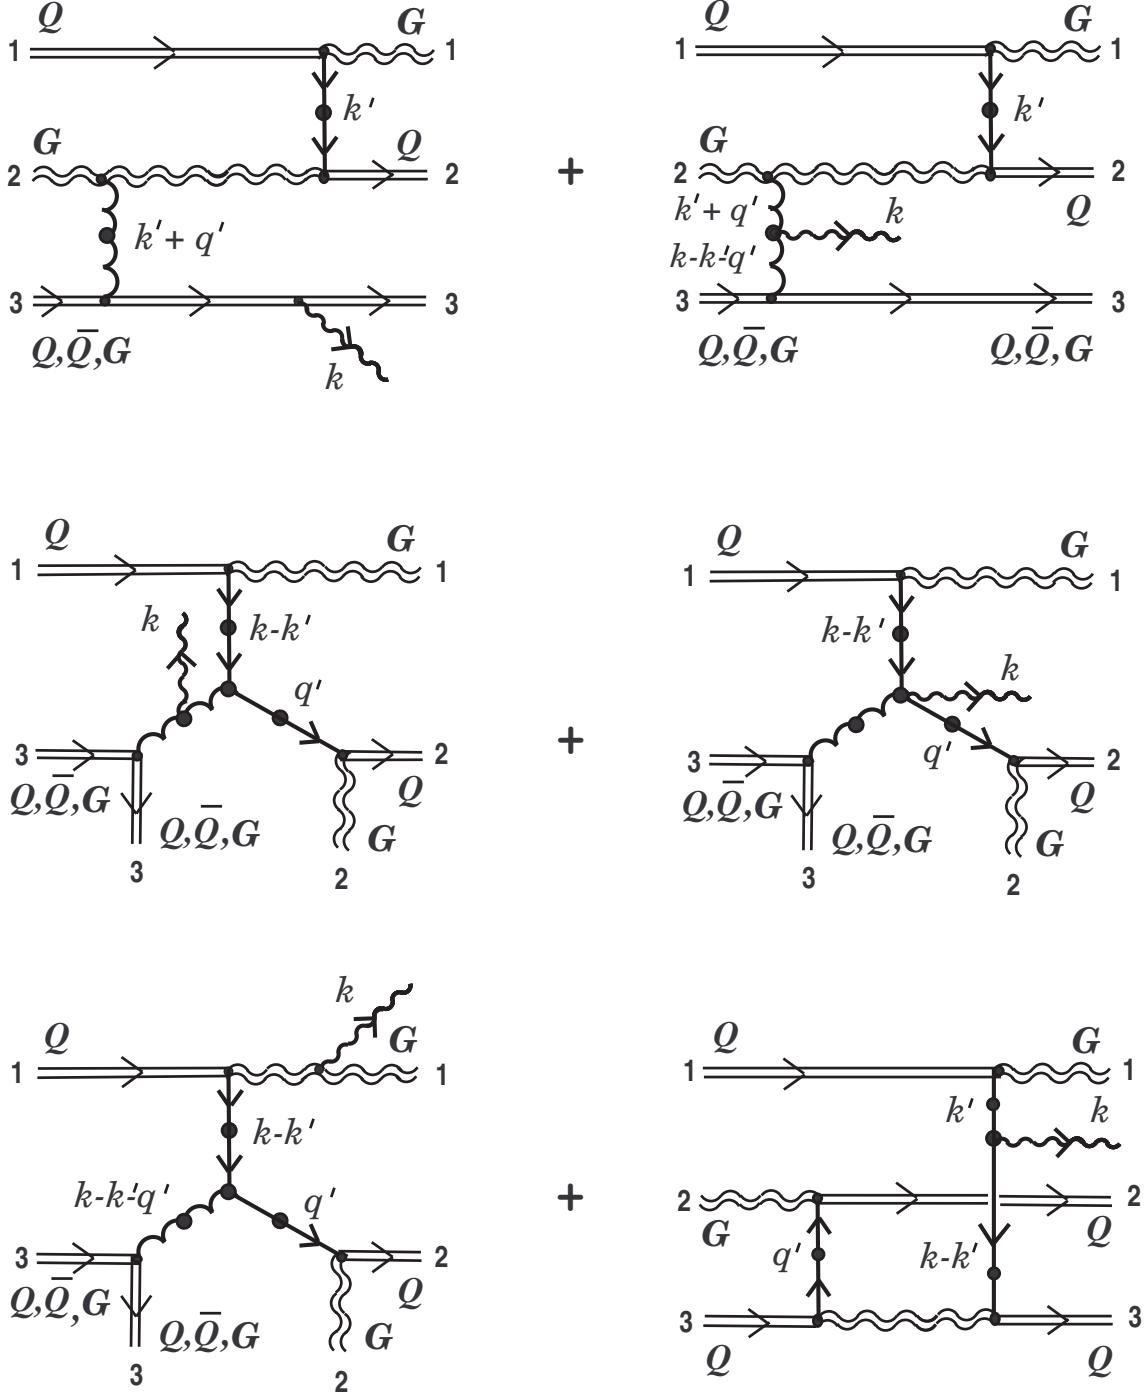 Q G Q G
1 1 1 1
k′ k′
G Q G
2 2 2 2
+
k′+ q′ k′+ q′ k Q
k-k-′q′
3 3 3 3
Q,Q̅,G Q,Q̅,G Q,Q̅,G
k
Q G Q G
1 1 1 1
k k-k′ k-k′ k
q′ q′
3 2 + 3 2
Q,Q̅,G Q Q,Q̅,G Q
Q,Q̅,G G Q,Q̅,G G
3 2 3 2
k
Q G Q G
1 1 1 1
k-k′ k′ k
k-k-′q′ q′ + 2 2
G Q
3 2 q′ k-k′
Q,Q̅,G Q 3 3
Q,Q̅,G G Q Q
3 2